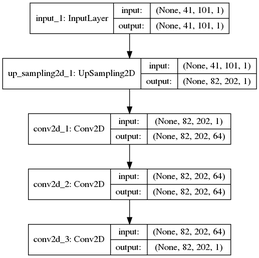 input_1: InputLayer
input: (None, 41, 101, 1)
output: (None, 41, 101, 1)
up_sampling2d_1: UpSampling2D
input: (None, 41, 101, 1)
output: (None, 82, 202, 1)
conv2d_1: Conv2D
input: (None, 82, 202, 1)
output: (None, 82, 202, 64)
conv2d_2: Conv2D
input: (None, 82, 202, 64)
output: (None, 82, 202, 64)
conv2d_3: Conv2D
input: (None, 82, 202, 64)
output: (None, 82, 202, 1)